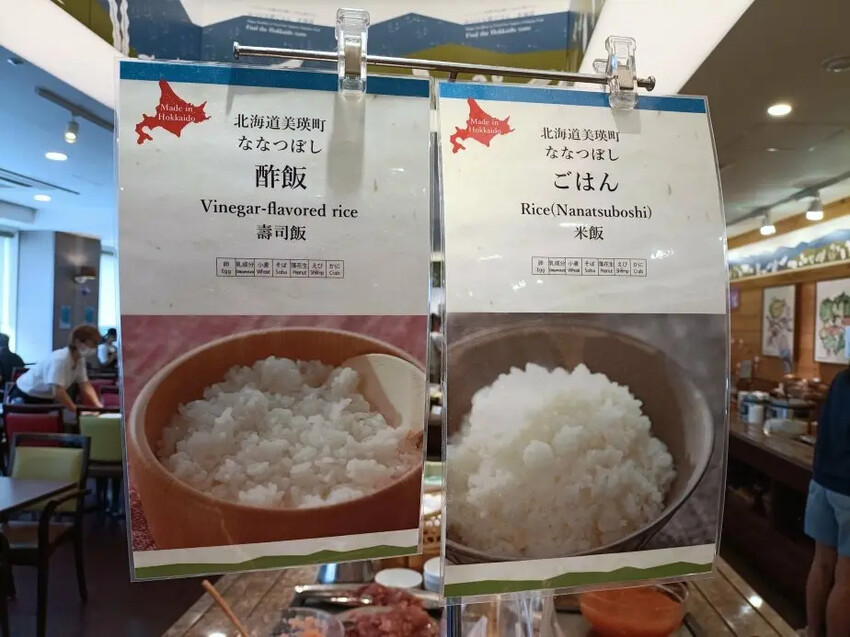 Find the Hokkaido taste
Made in
Hokkaido
北海道美瑛町
ななつぼし
酢飯
Vinegar-flavored rice
壽司飯
卵 乳成分 小麦 そば 落花生 えび かに
Egg Wheat Soba Peanut Shrimp Crab
Made in
Hokkaido
北海道美瑛町
ななつぼし
ごはん
Rice(Nanatsuboshi)
米飯
卵 乳成分 小麦 そば 落花生 えび かに
Egg Wheat Soba Peanut Shrimp Crab